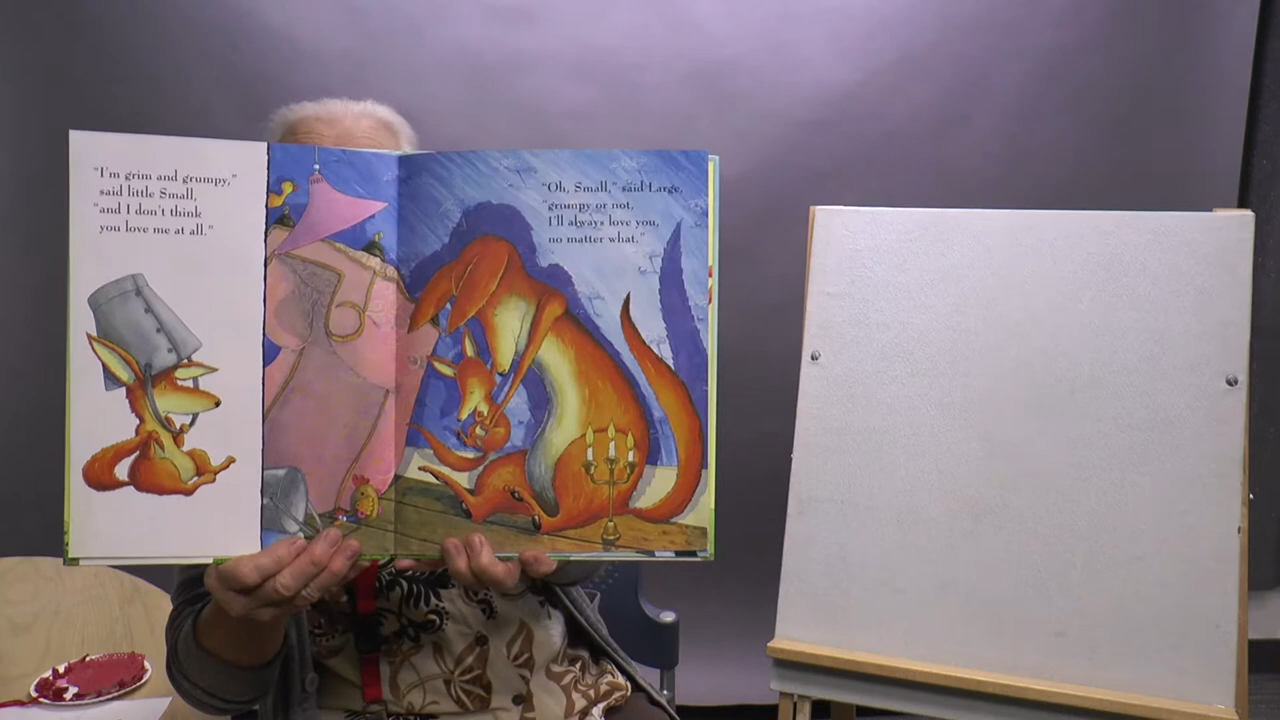 "I'm grim and grumpy,"
said little Small,
"and I don't think
you love me at all."
"Oh, Small," said Large,
"grumpy or not,
I'll always love you,
no matter what."